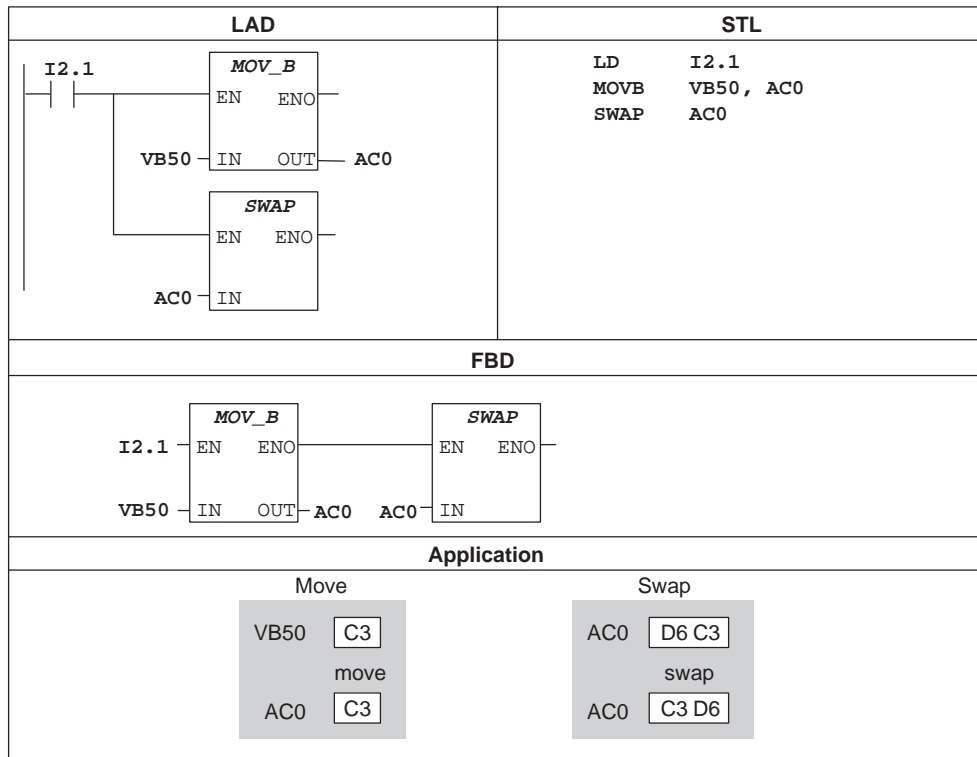 LAD
STL
I2.1
MOV_B
EN ENO
VB50 IN OUT AC0
SWAP
EN ENO
AC0 IN
LD I2.1
MOVB VB50, AC0
SWAP AC0
FBD
MOV_B SWAP
I2.1 EN ENO EN ENO
VB50 IN OUT AC0 AC0 IN
Application
Move
VB50 C3
move
AC0 C3
Swap
AC0 D6 C3
swap
AC0 C3 D6